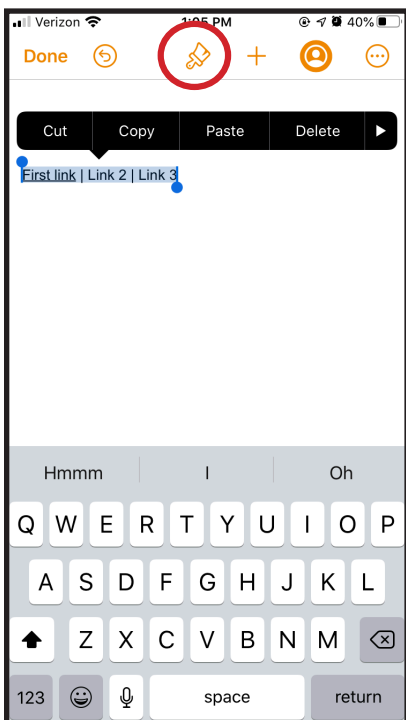 Verizon 1:05 PM 40%
Done
Cut Copy Paste Delete
First link | Link 2 | Link 3
Hmmm I Oh
Q W E R T Y U I O P
A S D F G H J K L
Z X C V B N M
123 space return